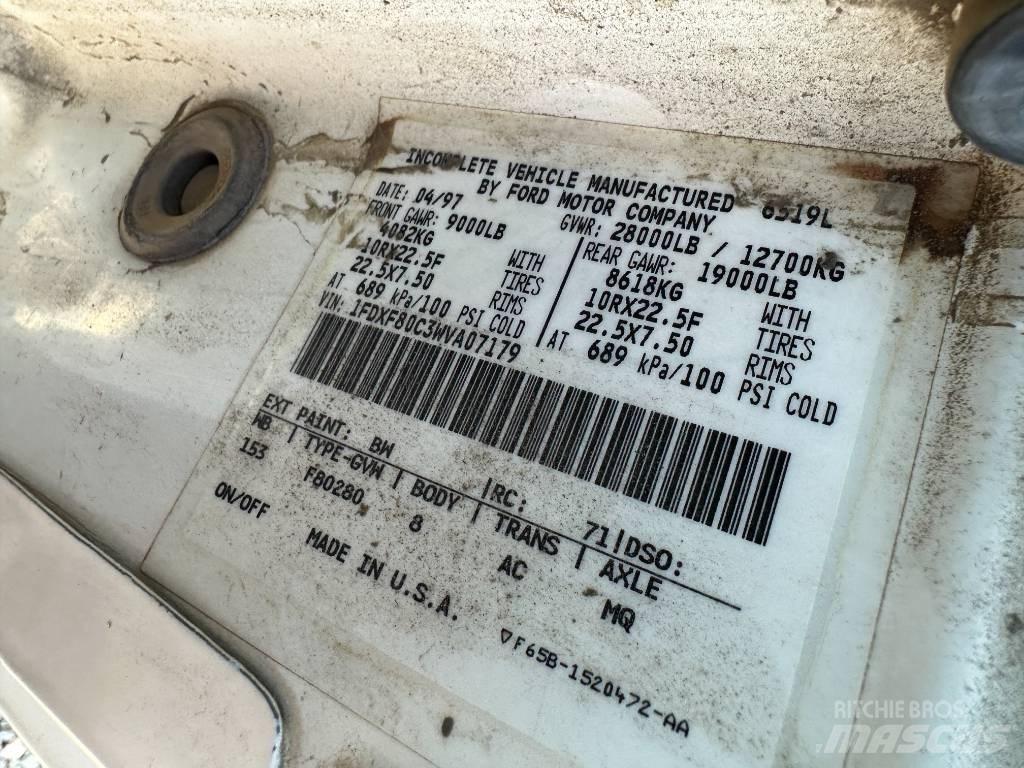 INCOMPLETE VEHICLE MANUFACTURED 6519L
BY FORD MOTOR COMPANY.
DATE: 04/97 GVWR: 28000LB / 12700KG
FRONT GAWR: 9000LB REAR GAWR: 19000LB
4082KG WITH 8618KG WITH
10RX22.5F TIRES 10RX22.5F TIRES
22.5X7.50 RIMS 22.5X7.50 RIMS
AT 689 kPa/100 PSI COLD AT 689 kPa/100 PSI COLD
VIN: 1FDXF80C3WVA07179
EXT PAINT: BW RC: 71 DSO:
WB TYPE-GVW BODY TRANS AXLE
153 F80280 8 AC MQ
ON/OFF
MADE IN U.S.A.
F65B-1520472-AA
RITCHIE BROS
MASCUS